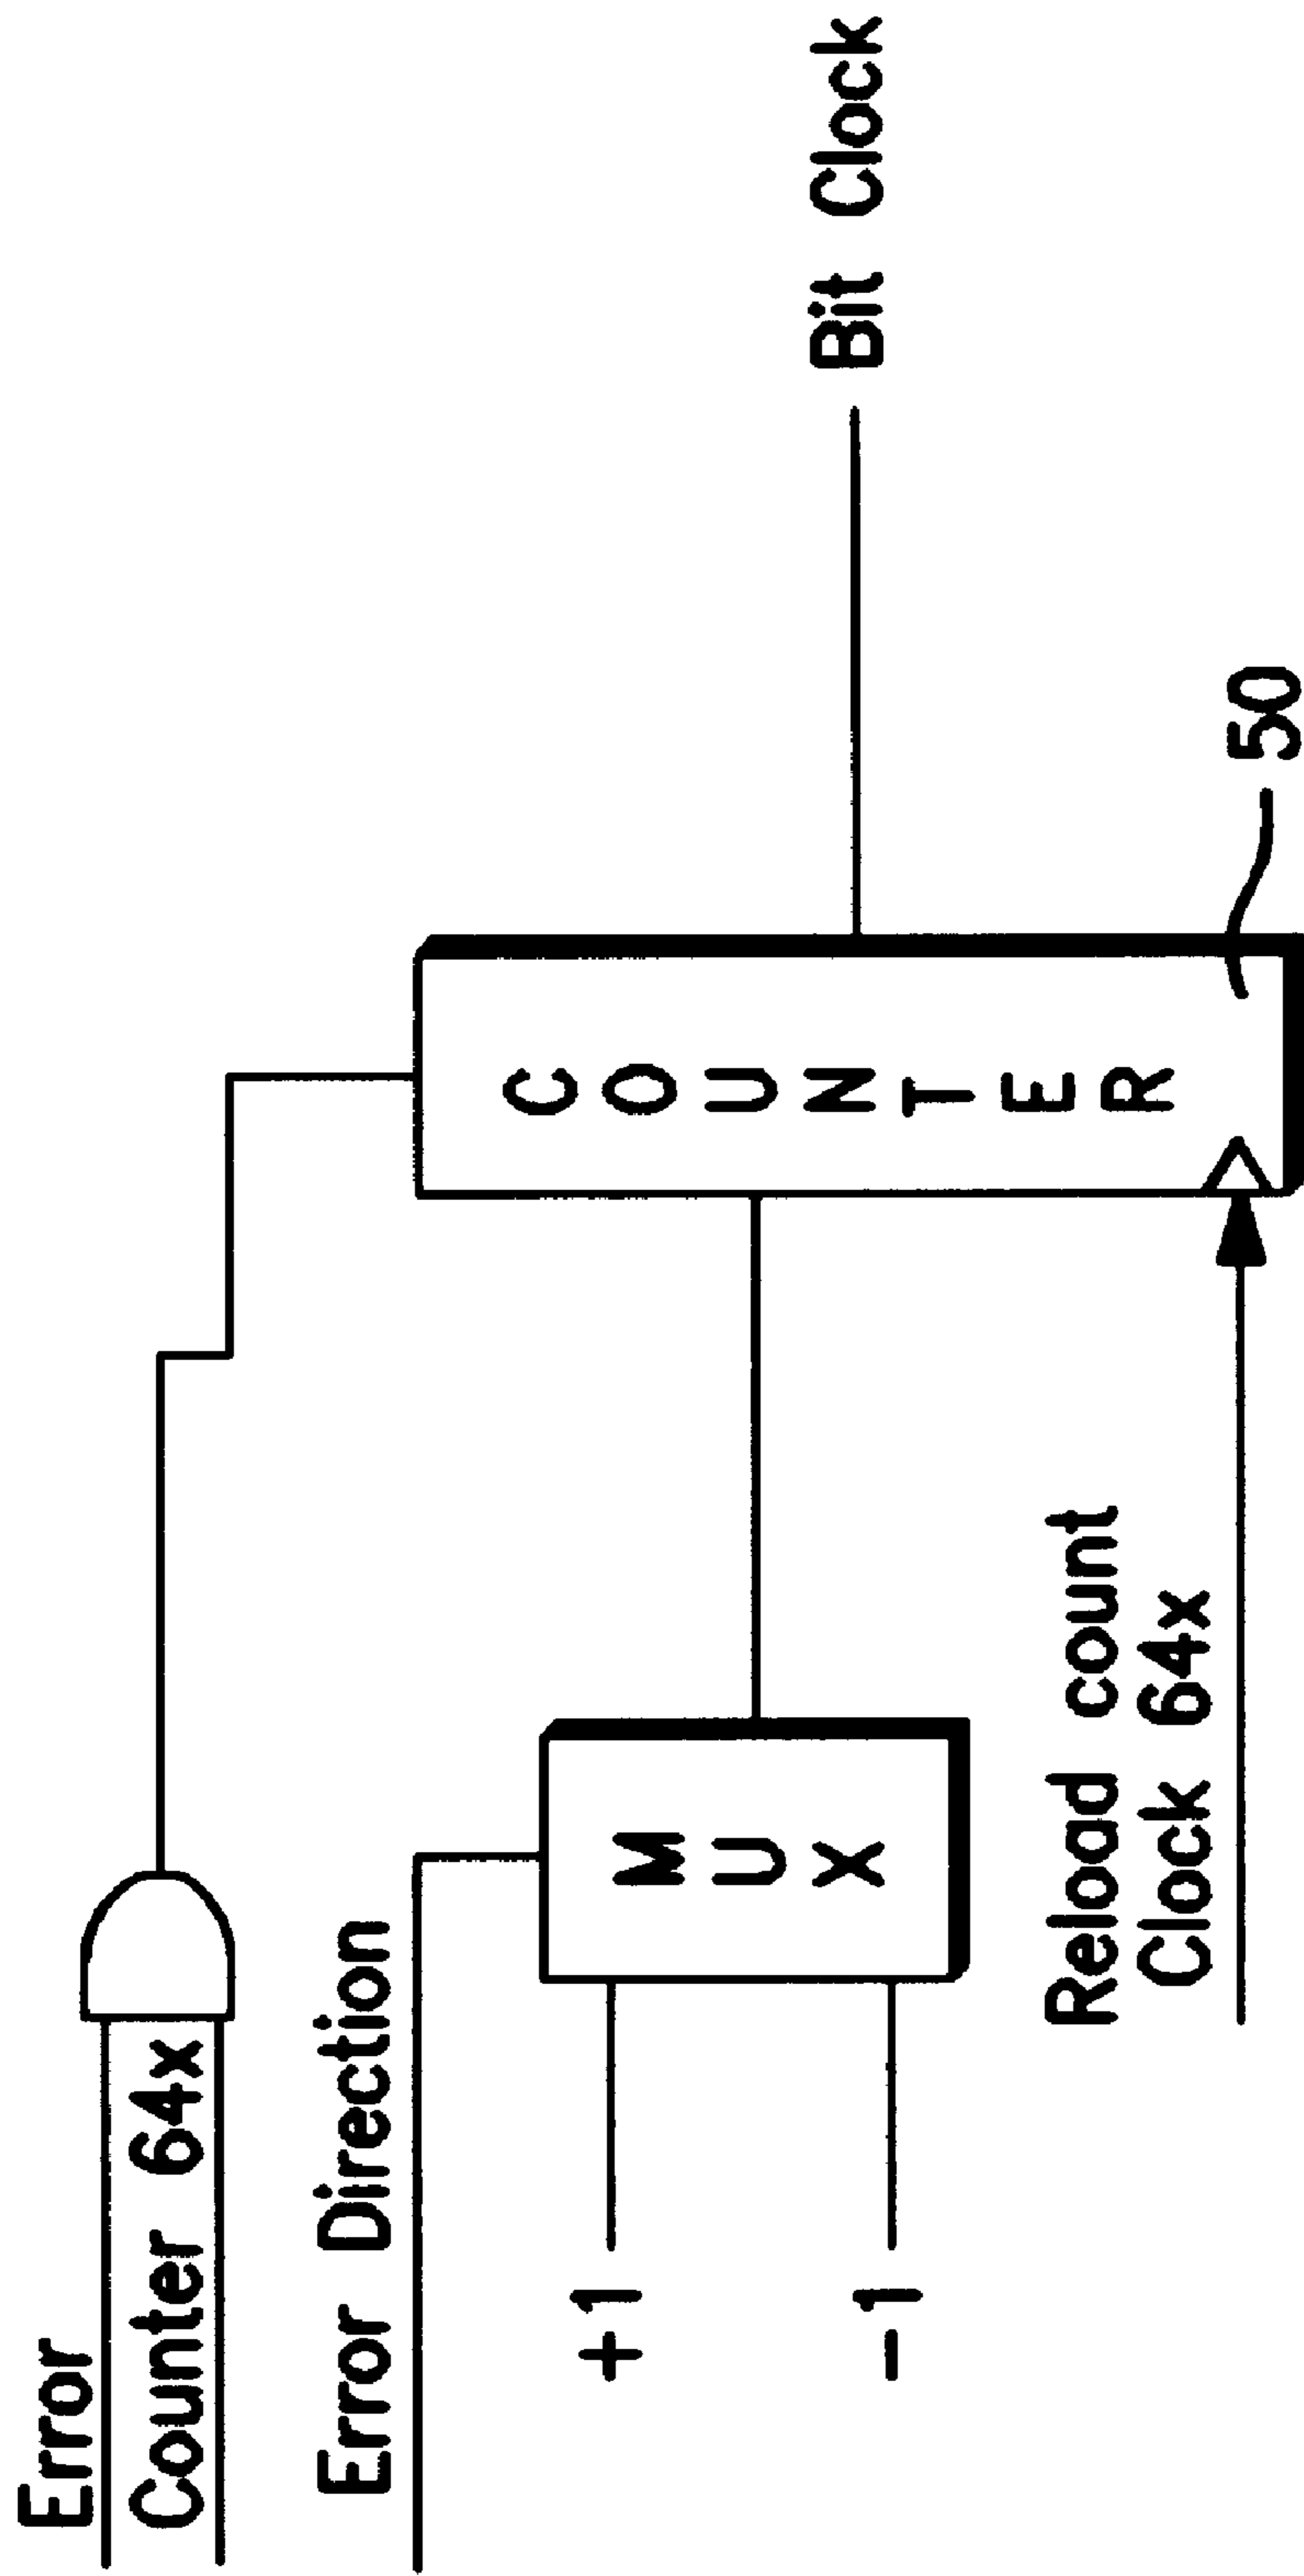 Error
Counter 64x
Error Direction
+1
-1
MUX
Reload count
Clock 64x
COUNTER
50
Bit Clock